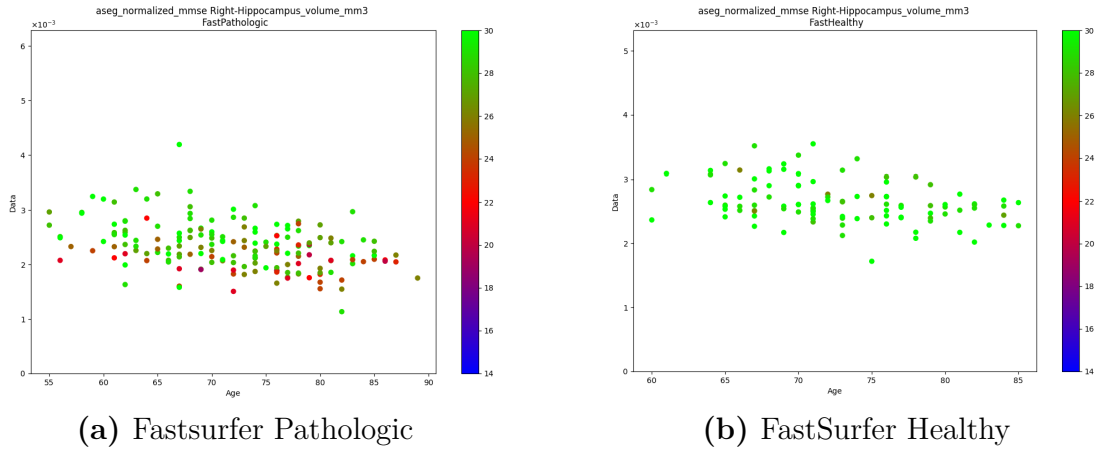 aseg_normalized_mmse Right-Hippocampus_volume_mm3
FastPathologic
×10⁻³
6
5
4
3
2
1
0
Data
55 60 65 70 75 80 85 90
Age
30
28
26
24
22
20
18
16
14
(a) Fastsurfer Pathologic
aseg_normalized_mmse Right-Hippocampus_volume_mm3
FastHealthy
×10⁻³
5
4
3
2
1
0
Data
60 65 70 75 80 85
Age
30
28
26
24
22
20
18
16
14
(b) FastSurfer Healthy